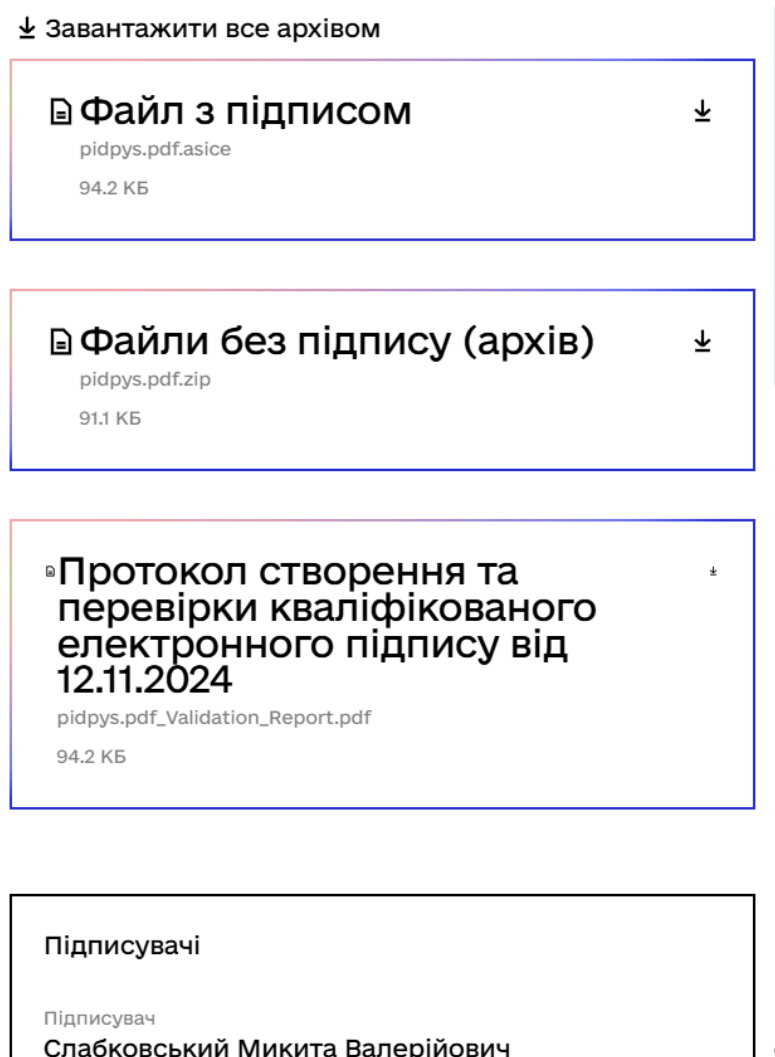 Завантажити все архівом
Файл з підписом
pidpys.pdf.asice
94.2 КБ
Файли без підпису (архів)
pidpys.pdf.zip
91.1 КБ
Протокол створення та
перевірки кваліфікованого
електронного підпису від
12.11.2024
pidpys.pdf_Validation_Report.pdf
94.2 КБ
Підписувачі
Підписувач
Слабковський Микита Валерійович